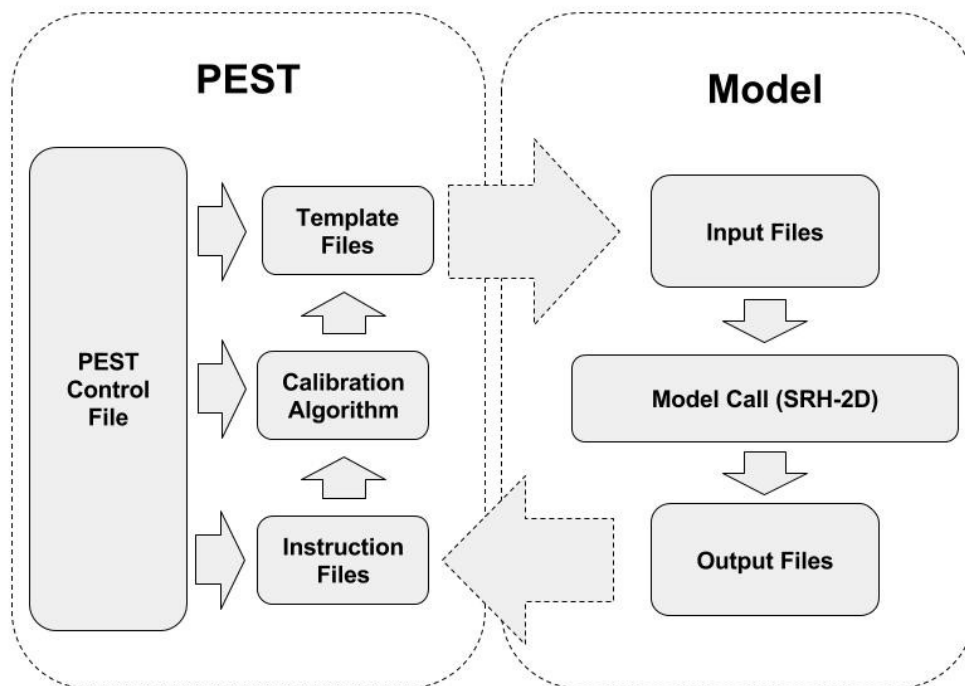 PEST
Model
PEST
Control
File
Template
Files
Calibration
Algorithm
Instruction
Files
Input Files
Model Call (SRH-2D)
Output Files